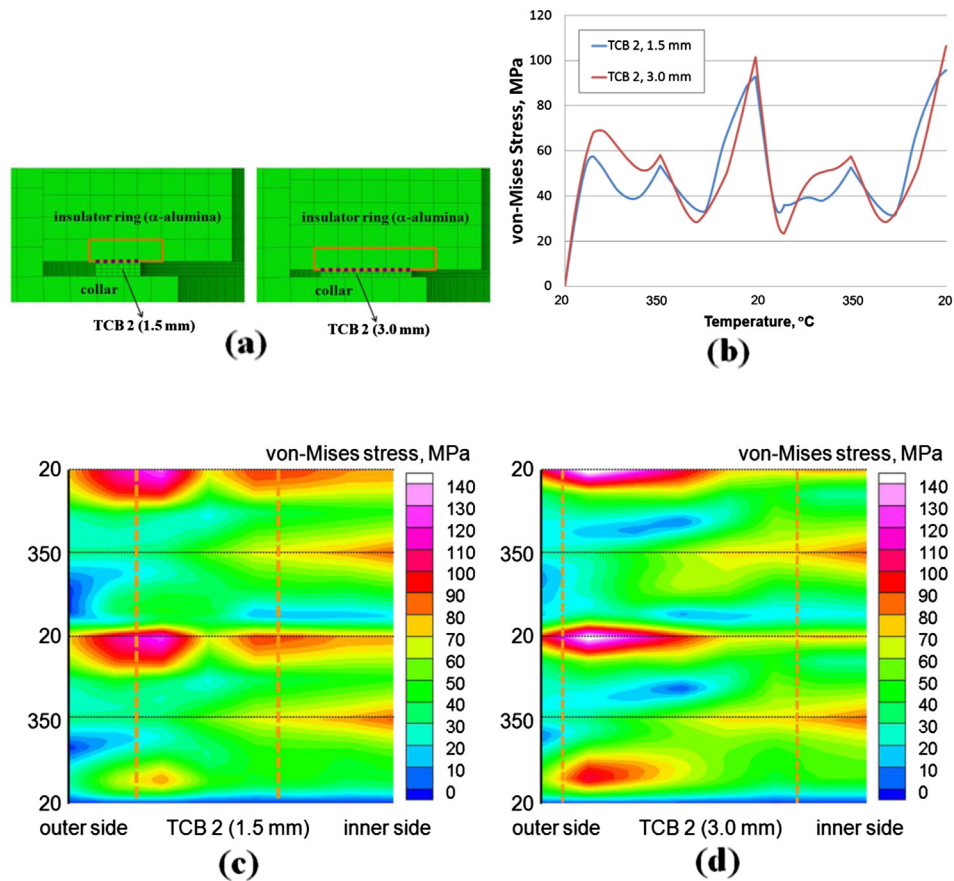 insulator ring (α-alumina)
collar
TCB 2 (1.5 mm)
insulator ring (α-alumina)
collar
TCB 2 (3.0 mm)
(a)
von-Mises Stress, MPa
120
100
80
60
40
20
0
TCB 2, 1.5 mm
TCB 2, 3.0 mm
20
350
20
350
20
Temperature, °C
(b)
von-Mises stress, MPa
20
350
20
350
20
140
130
120
110
100
90
80
70
60
50
40
30
20
10
0
outer side
TCB 2 (1.5 mm)
inner side
(c)
von-Mises stress, MPa
20
350
20
350
20
140
130
120
110
100
90
80
70
60
50
40
30
20
10
0
outer side
TCB 2 (3.0 mm)
inner side
(d)